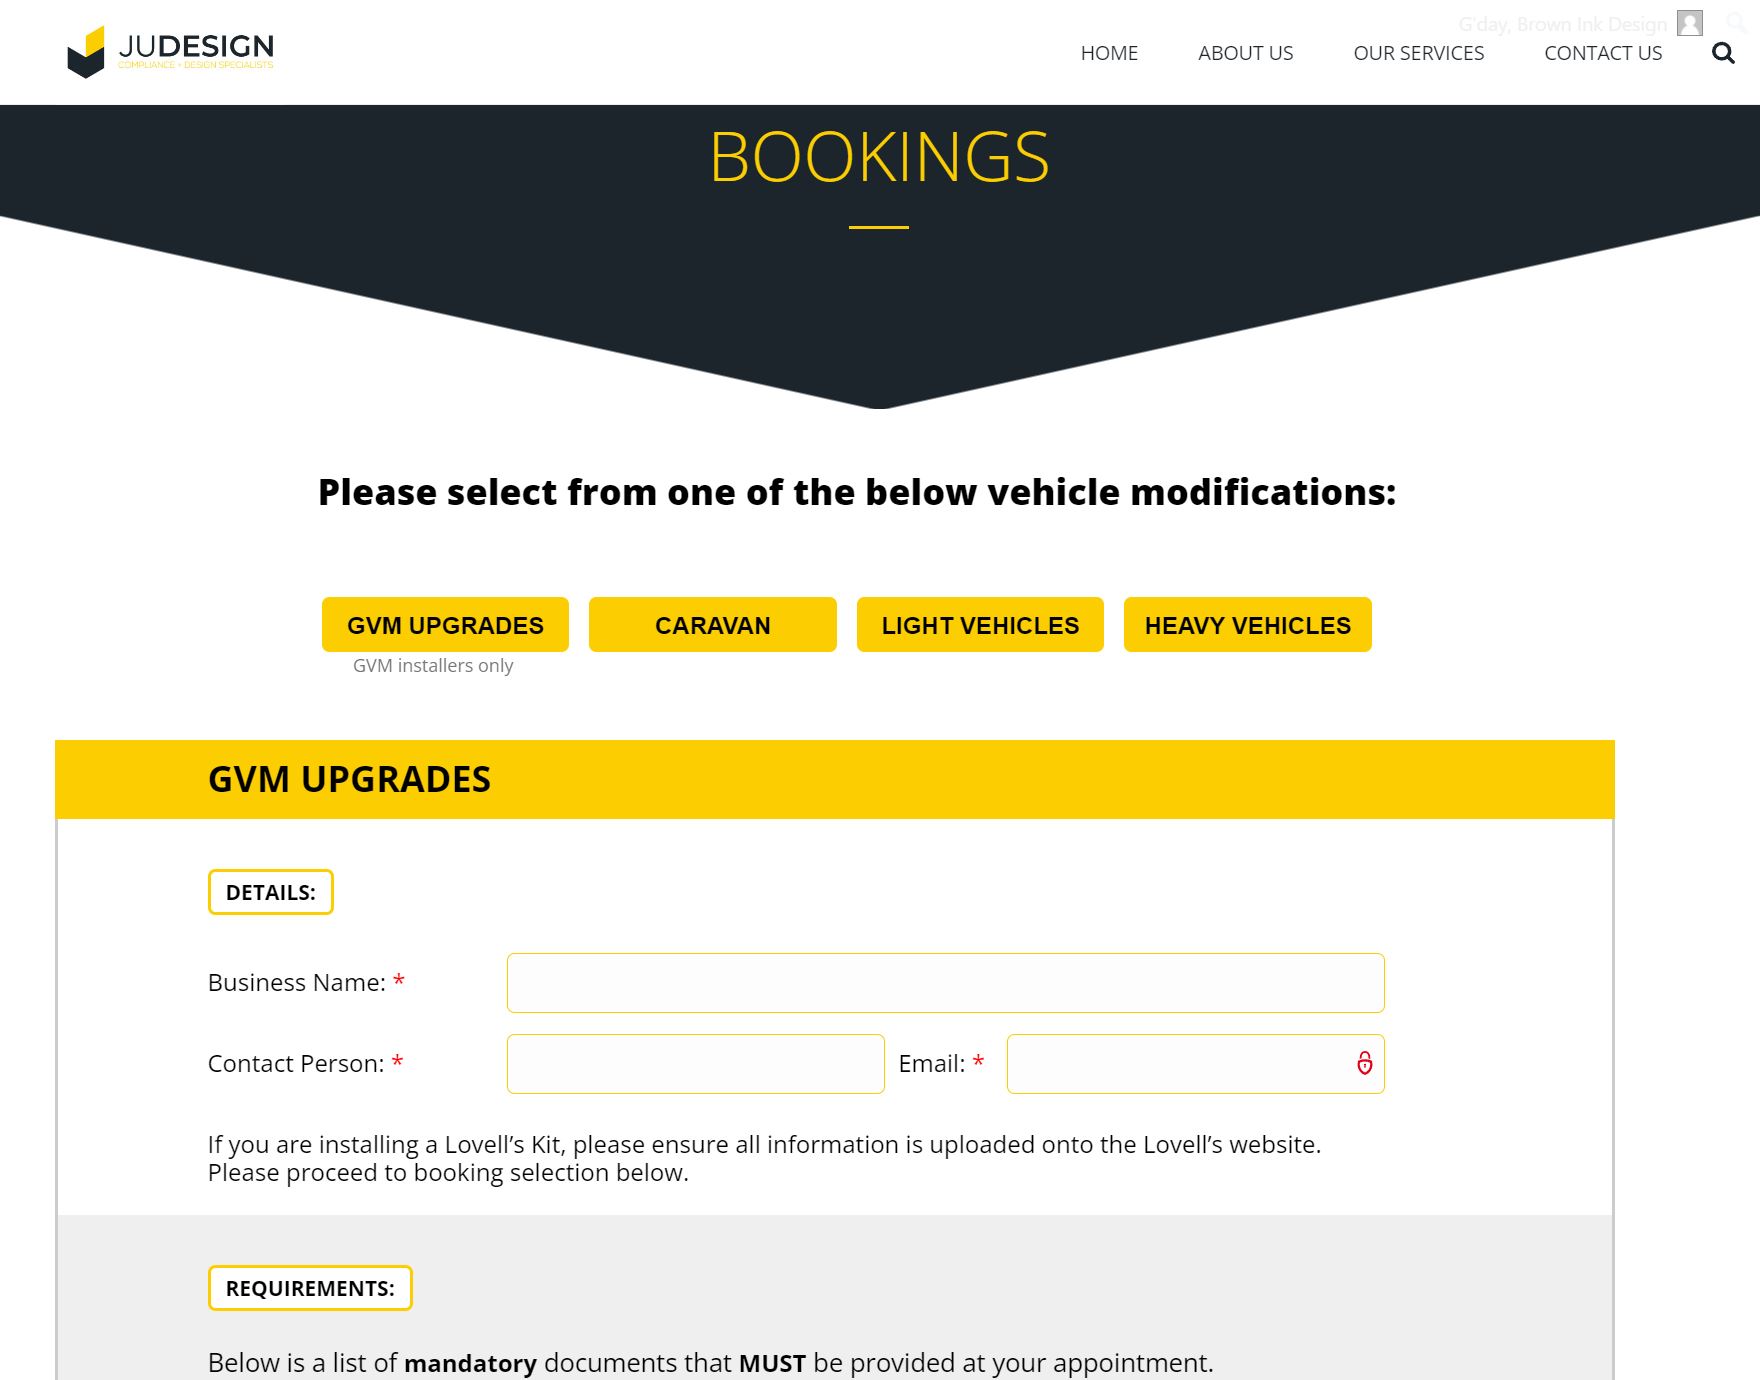 G'day, Brown Ink Design
JUDESIGN
COMPLIANCE + DESIGN SPECIALISTS
HOME ABOUT US OUR SERVICES CONTACT US
BOOKINGS
Please select from one of the below vehicle modifications:
GVM UPGRADES CARAVAN LIGHT VEHICLES HEAVY VEHICLES
GVM installers only
GVM UPGRADES
DETAILS:
Business Name: *
Contact Person: * Email: *
If you are installing a Lovell’s Kit, please ensure all information is uploaded onto the Lovell’s website.
Please proceed to booking selection below.
REQUIREMENTS:
Below is a list of mandatory documents that MUST be provided at your appointment.